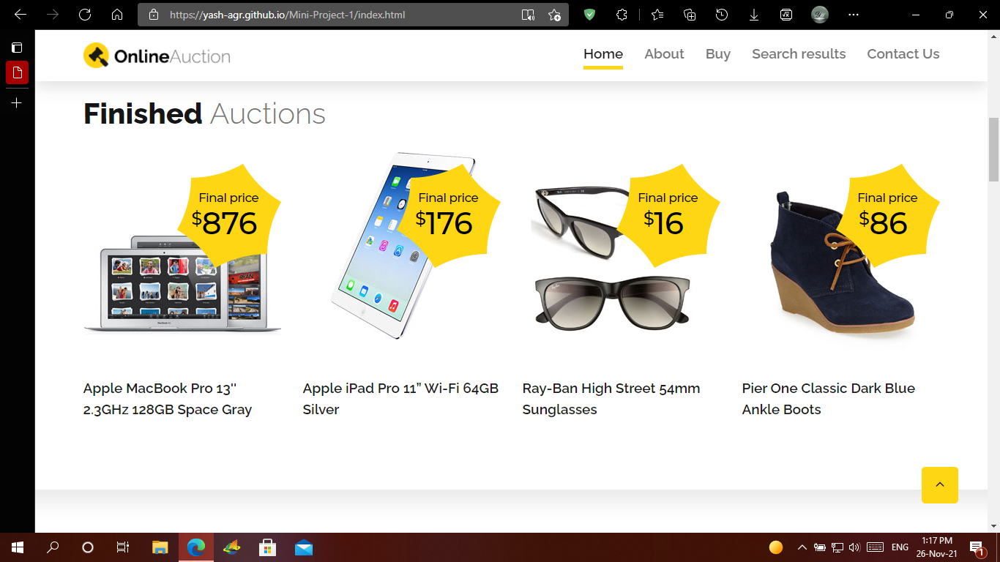 https://yash-agr.github.io/Mini-Project-1/index.html
OnlineAuction
Home About Buy Search results Contact Us
Finished Auctions
Final price
$876
Final price
$176
Final price
$16
Final price
$86
Apple MacBook Pro 13''
2.3GHz 128GB Space Gray
Apple iPad Pro 11” Wi-Fi 64GB
Silver
Ray-Ban High Street 54mm
Sunglasses
Pier One Classic Dark Blue
Ankle Boots
ENG
1:17 PM
26-Nov-21
1